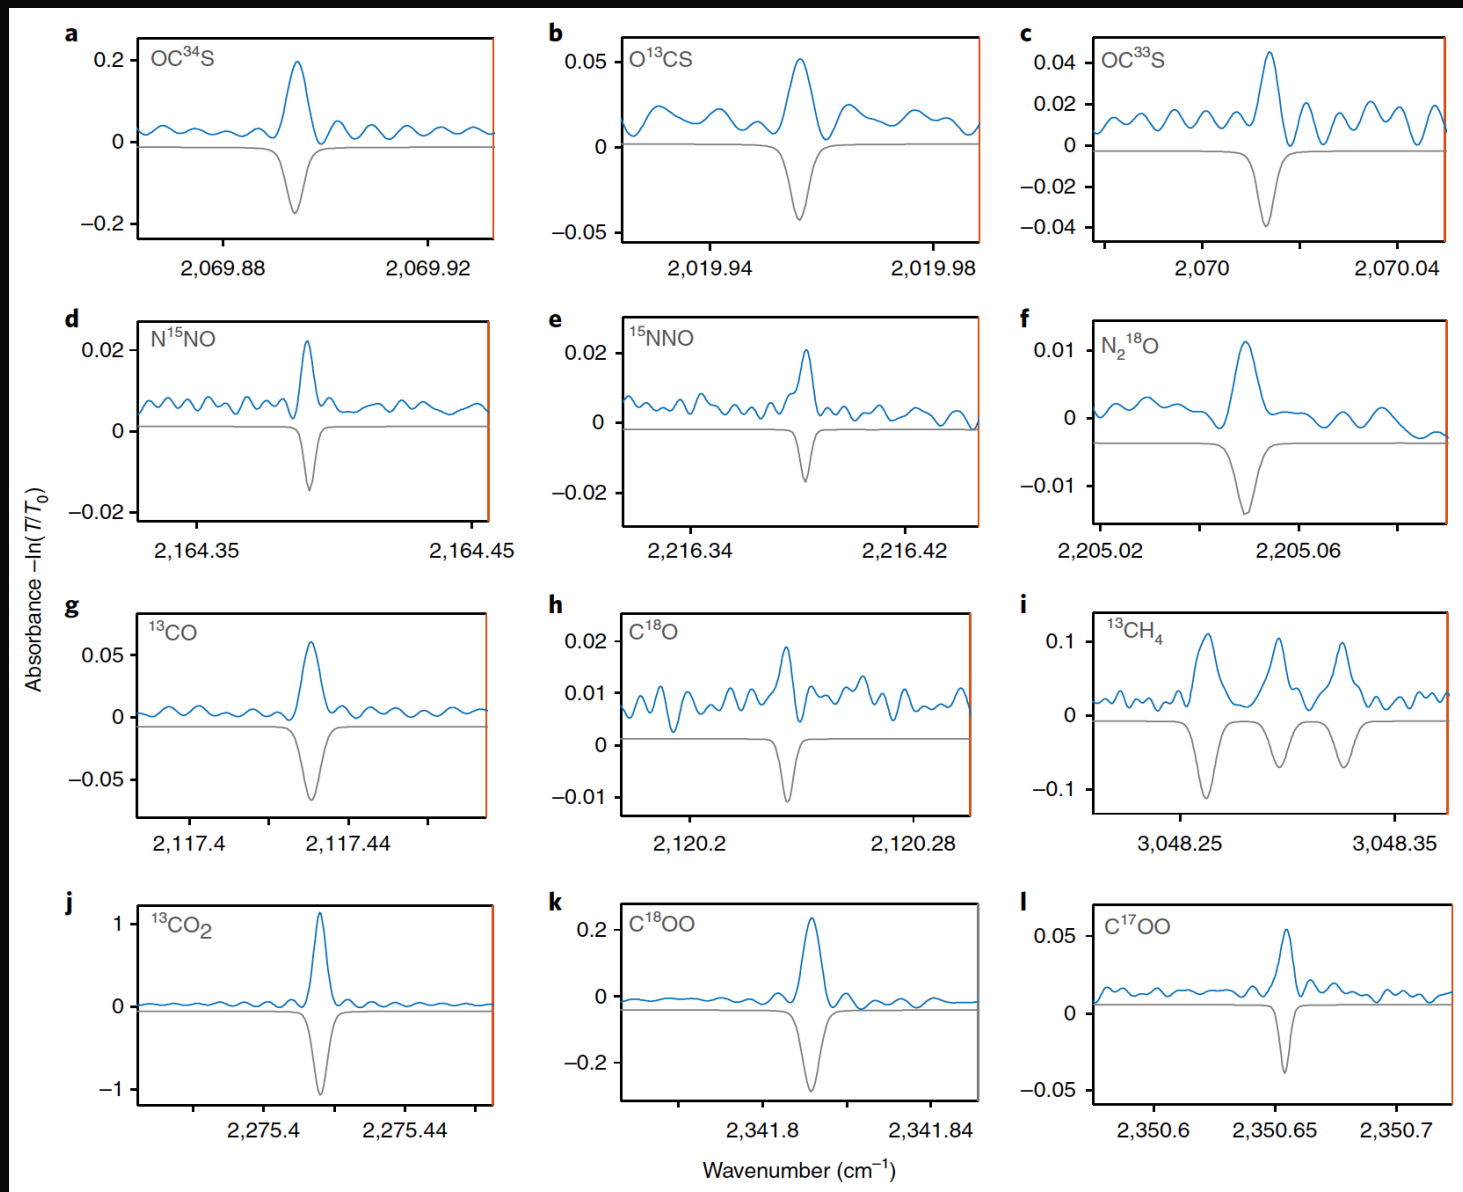 a
OC³⁴S
0.2
0
−0.2
2,069.88 2,069.92
b
O¹³CS
0.05
0
−0.05
2,019.94 2,019.98
c
OC³³S
0.04
0.02
0
−0.02
−0.04
2,070 2,070.04
d
N¹⁵NO
0.02
0
−0.02
2,164.35 2,164.45
e
¹⁵NNO
0.02
0
−0.02
2,216.34 2,216.42
f
N₂¹⁸O
0.01
0
−0.01
2,205.02 2,205.06
g
¹³CO
0.05
0
−0.05
2,117.4 2,117.44
h
C¹⁸O
0.02
0.01
0
−0.01
2,120.2 2,120.28
i
¹³CH₄
0.1
0
−0.1
3,048.25 3,048.35
j
¹³CO₂
1
0
−1
2,275.4 2,275.44
k
C¹⁸OO
0.2
0
−0.2
2,341.8 2,341.84
l
C¹⁷OO
0.05
0
−0.05
2,350.6 2,350.65 2,350.7
Absorbance −ln(T/T₀)
Wavenumber (cm⁻¹)